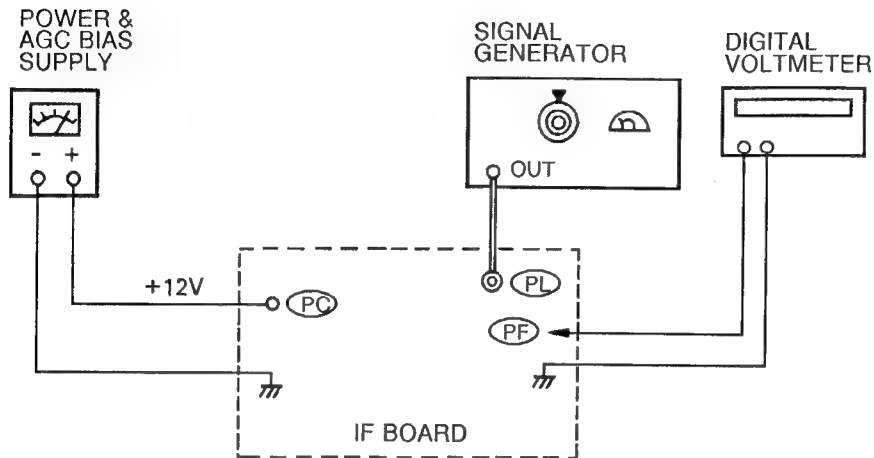 POWER &
AGC BIAS
SUPPLY
SIGNAL
GENERATOR
DIGITAL
VOLTMETER
- +
OUT
+12V
PC
PL
PF
IF BOARD